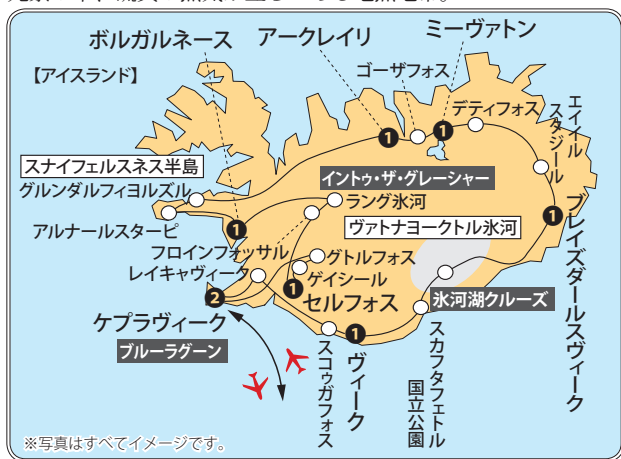 ボルガルネース
アークレイリ
ミーヴァトン
【アイスランド】
ゴーザフォス
デティフォス
エイイル
スタジール
スナイフェルスネス半島
グルンダルフィヨルズル
イントゥ・ザ・グレーシャー
ラング氷河
アルナールスターピ
ヴァトナヨークトル氷河
ブレイズダールスヴィーク
フロインフォッサル
レイキャヴィーク
グトルフォス
ゲイシール
セルフォス
氷河湖クルーズ
ケプラヴィーク
ブルーラグーン
スコゥガフォス
ヴィーク
スカフタフェトル
国立公園
1
1
1
1
1
1
2
※写真はすべてイメージです。